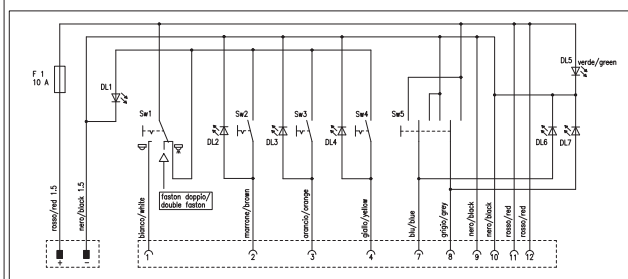 F 1
10 A
DL1
Sw1
DL2
Sw2
DL3
Sw3
DL4
Sw4
Sw5
DL5
verde/green
DL6
DL7
rosso/red 1.5
nero/black 1.5
bianco/white
faston doppio/
double faston
marrone/brown
arancio/orange
giallo/yellow
blu/blue
grigio/grey
nero/black
nero/black
rosso/red
rosso/red
+
-
1
2
3
4
7
8
9
10
11
12